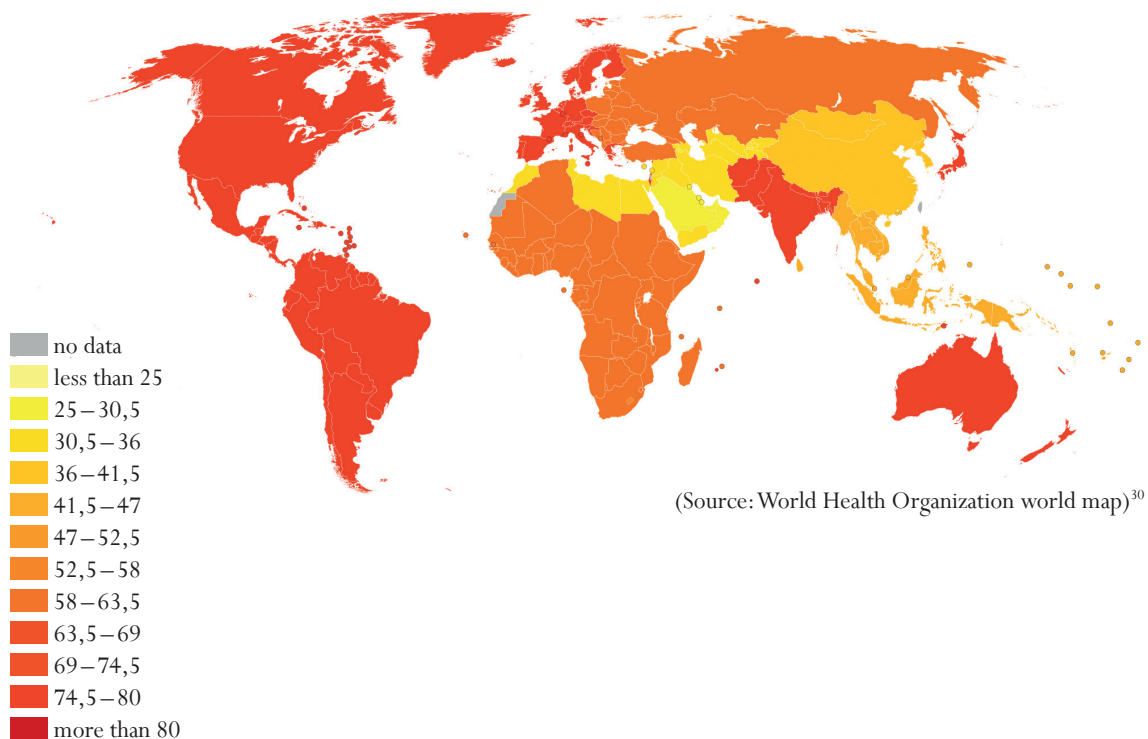 no data
less than 25
25–30,5
30,5–36
36–41,5
41,5–47
47–52,5
52,5–58
58–63,5
63,5–69
69–74,5
74,5–80
more than 80
(Source: World Health Organization world map)30